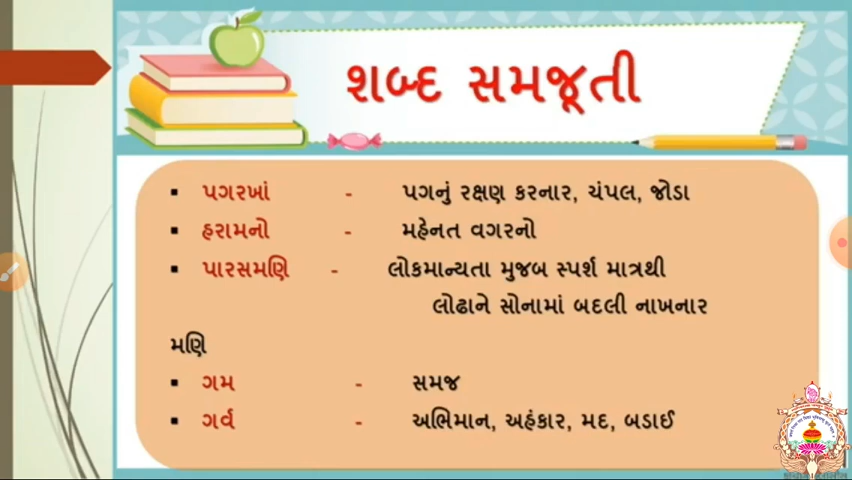 શબ્દ સમજૂતી
▪ પગરખાં - પગનું રક્ષણ કરનાર, ચંપલ, જોડા
▪ હરામનો - મહેનત વગરનો
▪ પારસમણિ - લોકમાન્યતા મુજબ સ્પર્શ માત્રથી
લોઢાને સોનામાં બદલી નાખનાર
મણિ
▪ ગમ - સમજ
▪ ગર્વ - અભિમાન, અહંકાર, મદ, બડાઈ